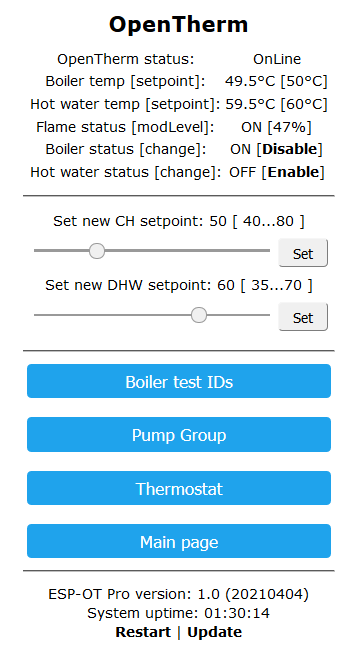 OpenTherm
OpenTherm status: OnLine
Boiler temp [setpoint]: 49.5°C [50°C]
Hot water temp [setpoint]: 59.5°C [60°C]
Flame status [modLevel]: ON [47%]
Boiler status [change]: ON [Disable]
Hot water status [change]: OFF [Enable]
Set new CH setpoint: 50 [ 40...80 ]
Set
Set new DHW setpoint: 60 [ 35...70 ]
Set
Boiler test IDs
Pump Group
Thermostat
Main page
ESP-OT Pro version: 1.0 (20210404)
System uptime: 01:30:14
Restart | Update